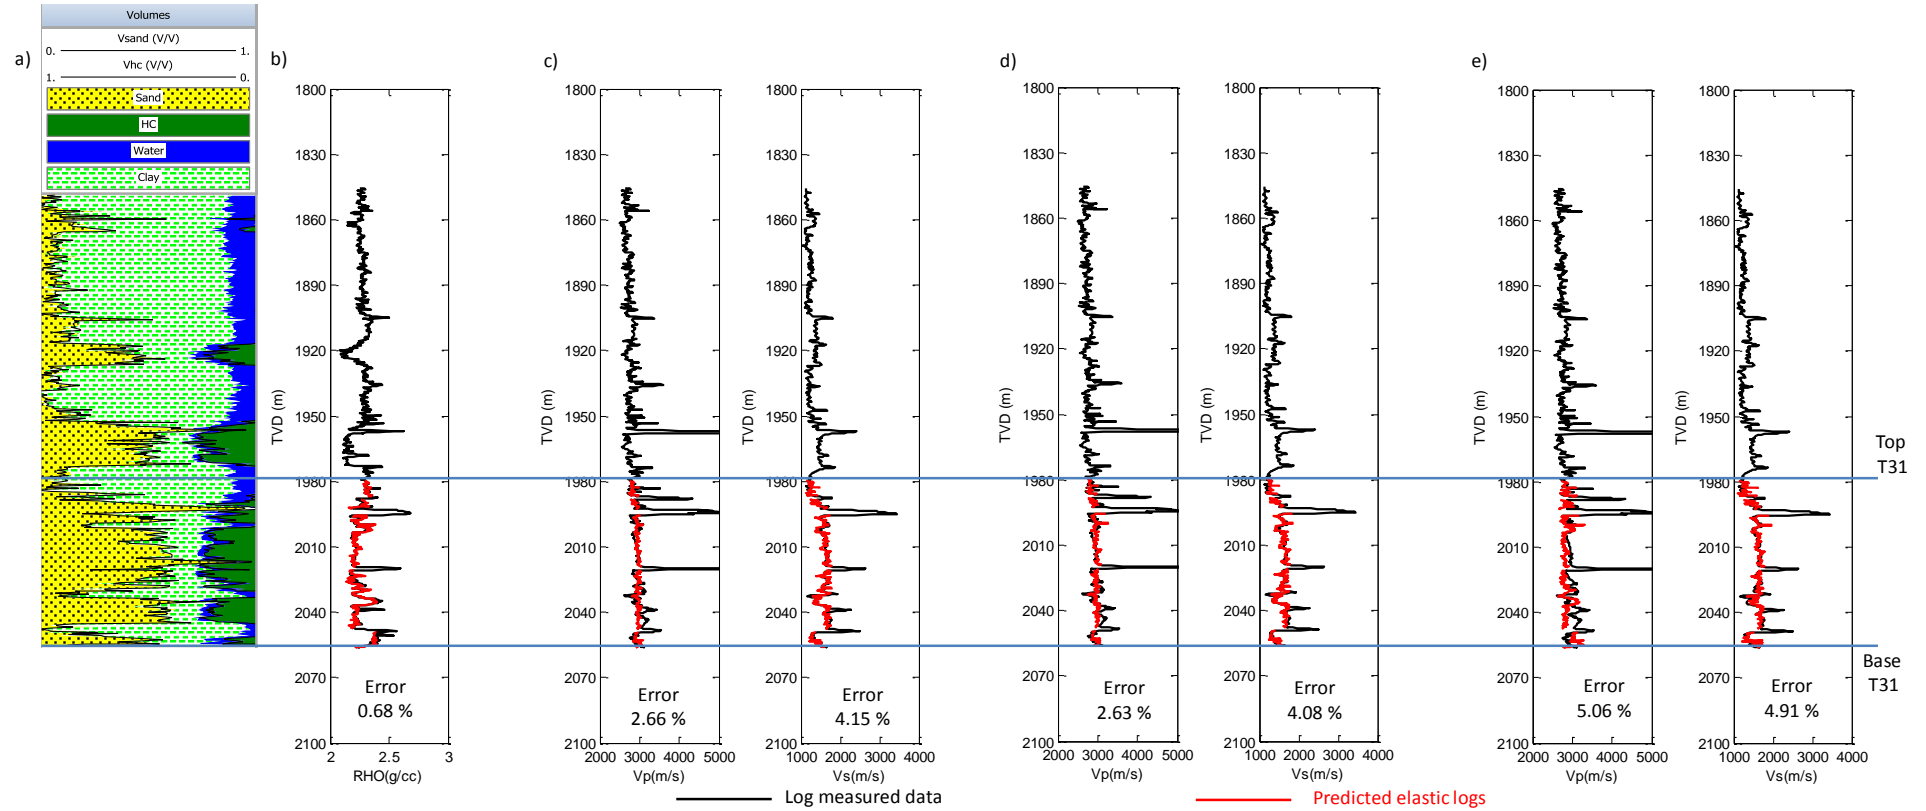 Volumes
Vsand (V/V)
0. 1.
Vhc (V/V)
1. 0.
Sand
HC
Water
Clay
a)
b)
1800
1830
1860
1890
1920
1950
1980
2010
2040
2070
2100
TVD (m)
Error
0.68 %
2 2.5 3
RHO(g/cc)
c)
1800
1830
1860
1890
1920
1950
1980
2010
2040
2070
2100
TVD (m)
Error
2.66 %
2000 3000 4000 5000
Vp(m/s)
1800
1830
1860
1890
1920
1950
1980
2010
2040
2070
2100
TVD (m)
Error
4.15 %
1000 2000 3000 4000
Vs(m/s)
d)
1800
1830
1860
1890
1920
1950
1980
2010
2040
2070
2100
TVD (m)
Error
2.63 %
2000 3000 4000 5000
Vp(m/s)
1800
1830
1860
1890
1920
1950
1980
2010
2040
2070
2100
TVD (m)
Error
4.08 %
1000 2000 3000 4000
Vs(m/s)
e)
1800
1830
1860
1890
1920
1950
1980
2010
2040
2070
2100
TVD (m)
Error
5.06 %
2000 3000 4000 5000
Vp(m/s)
1800
1830
1860
1890
1920
1950
1980
2010
2040
2070
2100
TVD (m)
Error
4.91 %
1000 2000 3000 4000
Vs(m/s)
Top
T31
Base
T31
Log measured data
Predicted elastic logs